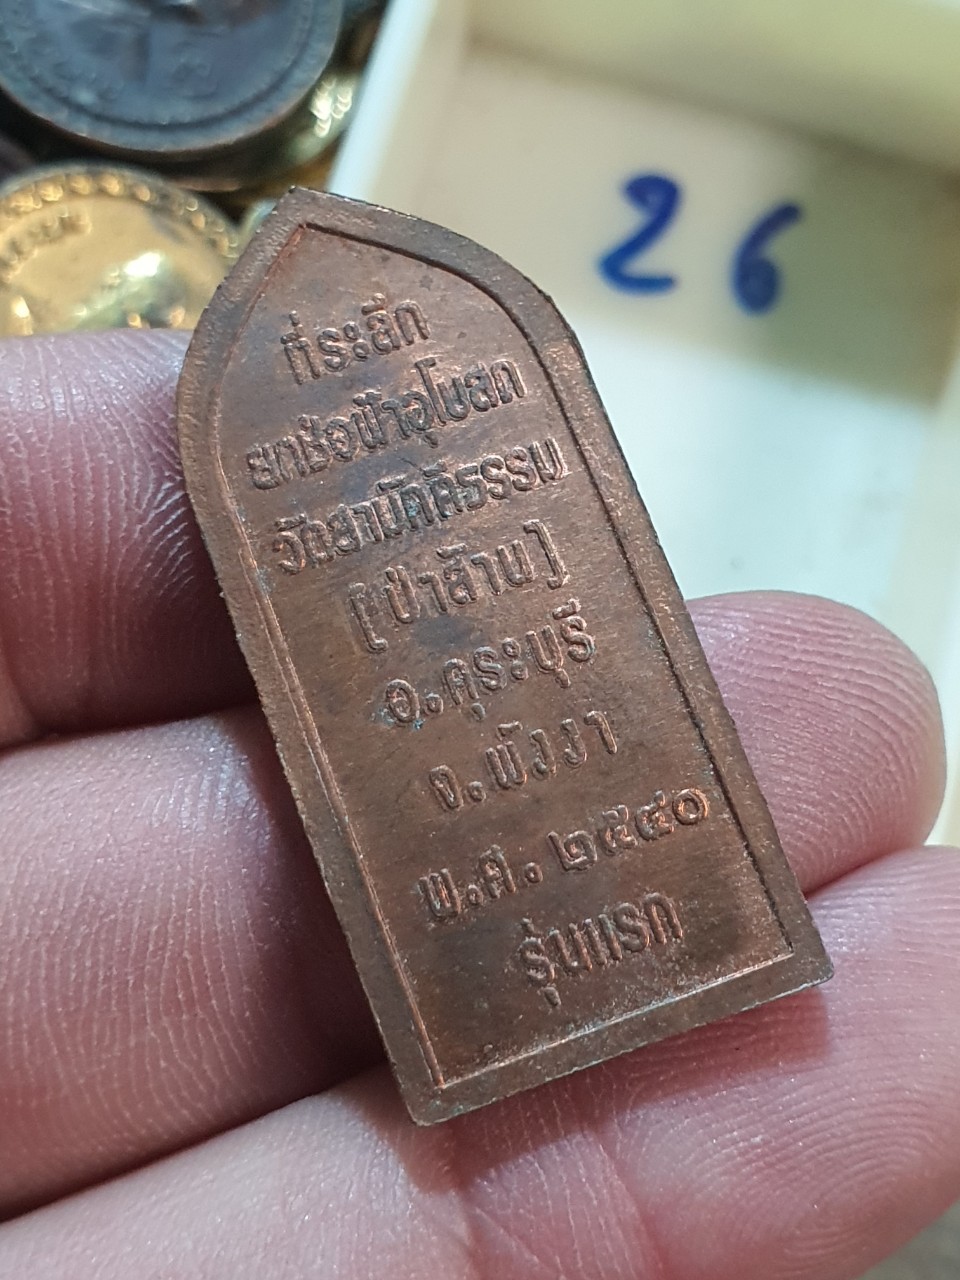 26
ที่ระลึก
ยกช่อฟ้าอุโบสถ
วัดสามัคคีธรรม
[ป่าส้าน]
อ.คุระบุรี
จ.พังงา
พ.ศ.๒๕๔๐
รุ่นแรก